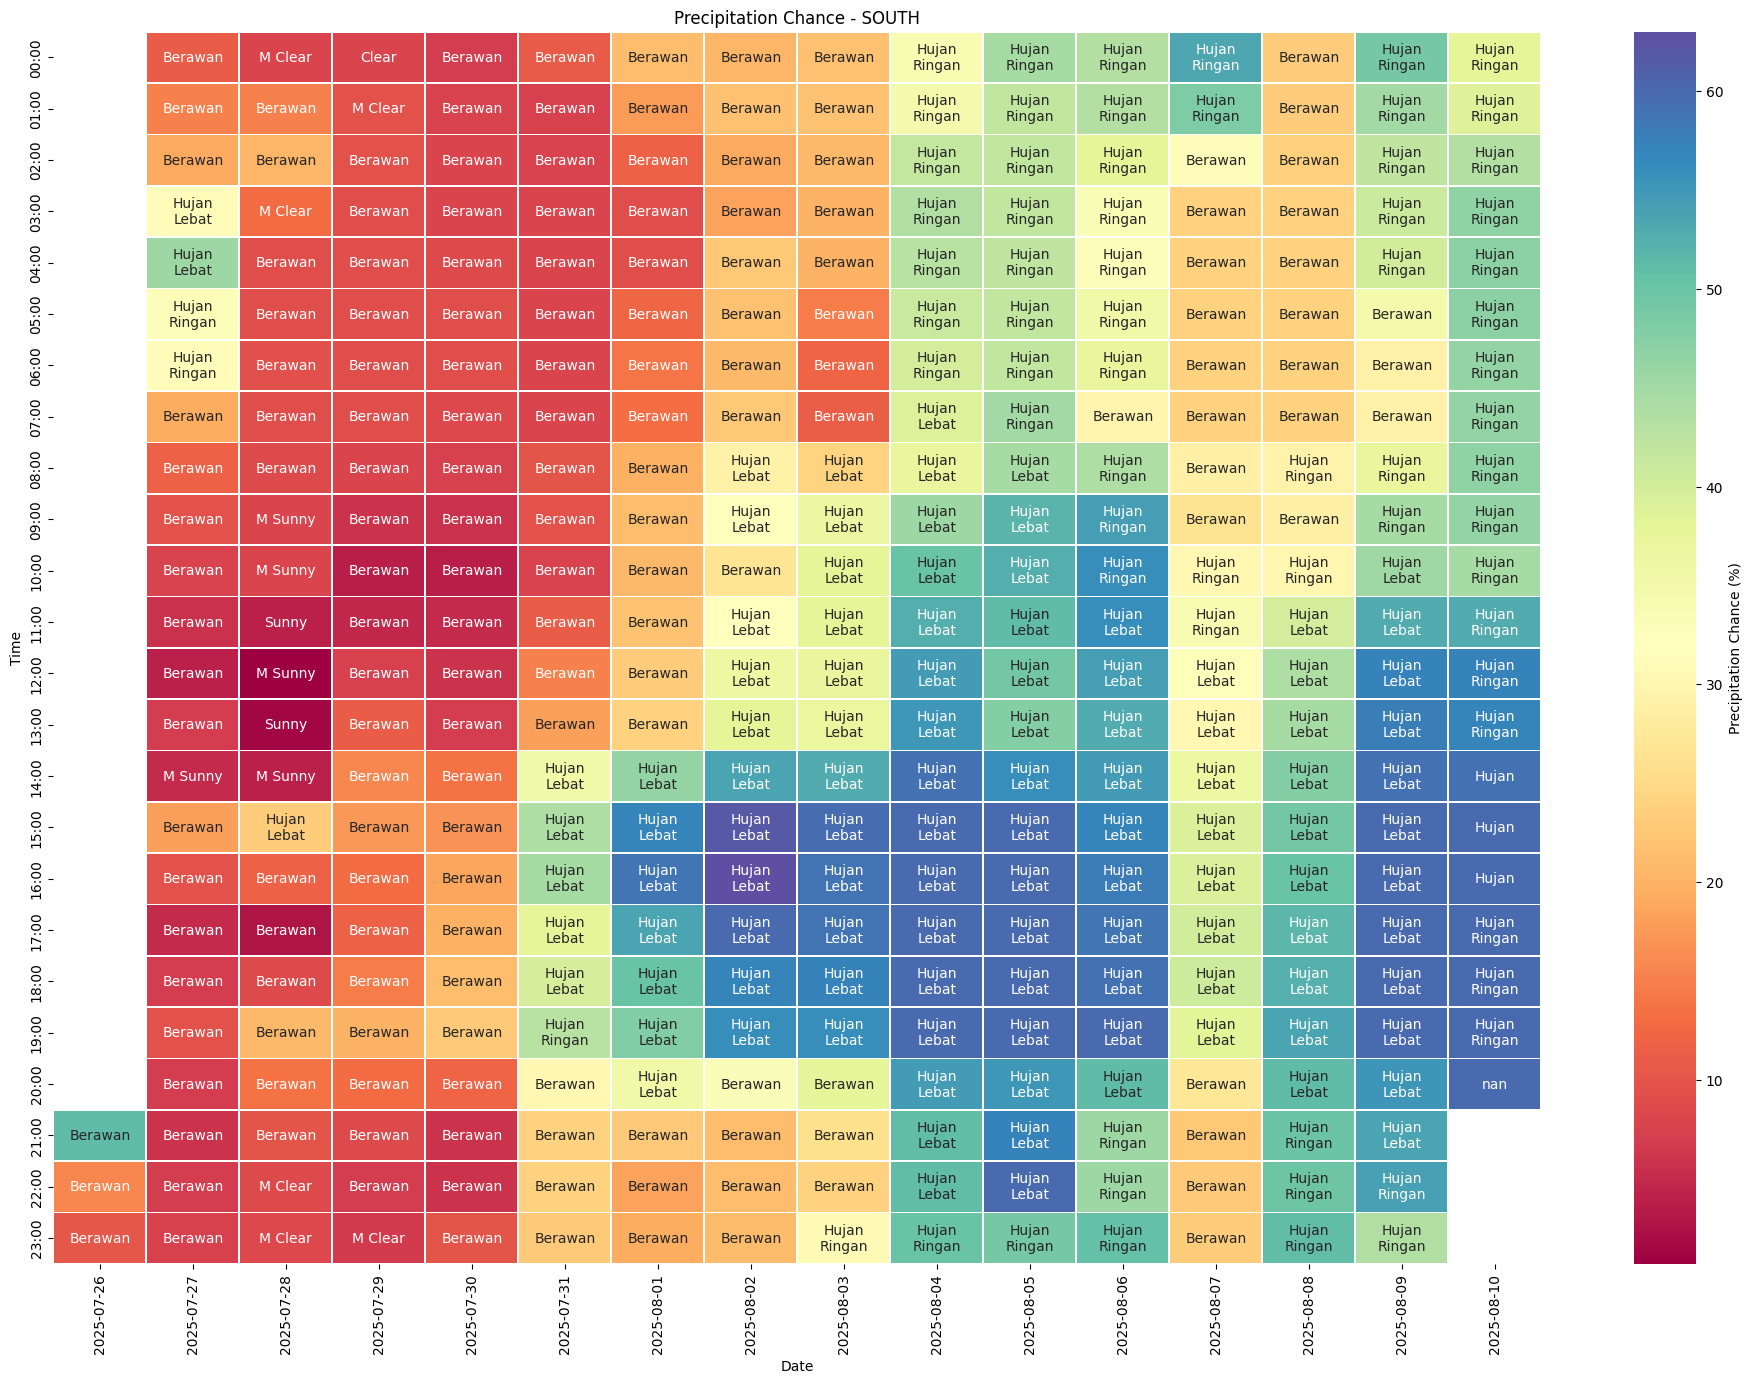 Precipitation Chance - SOUTH
00:00 Berawan M Clear Clear Berawan Berawan Berawan Berawan Berawan Hujan Ringan Hujan Ringan Hujan Ringan Hujan Ringan Berawan Hujan Ringan Hujan Ringan
01:00 Berawan Berawan M Clear Berawan Berawan Berawan Berawan Berawan Hujan Ringan Hujan Ringan Hujan Ringan Hujan Ringan Berawan Hujan Ringan Hujan Ringan
02:00 Berawan Berawan Berawan Berawan Berawan Berawan Berawan Berawan Hujan Ringan Hujan Ringan Hujan Ringan Berawan Berawan Hujan Ringan Hujan Ringan
03:00 Hujan Lebat M Clear Berawan Berawan Berawan Berawan Berawan Berawan Hujan Ringan Hujan Ringan Hujan Ringan Berawan Berawan Hujan Ringan Hujan Ringan
04:00 Hujan Lebat Berawan Berawan Berawan Berawan Berawan Berawan Berawan Hujan Ringan Hujan Ringan Hujan Ringan Berawan Berawan Hujan Ringan Hujan Ringan
05:00 Hujan Ringan Berawan Berawan Berawan Berawan Berawan Berawan Berawan Hujan Ringan Hujan Ringan Hujan Ringan Berawan Berawan Berawan Hujan Ringan
06:00 Hujan Ringan Berawan Berawan Berawan Berawan Berawan Berawan Berawan Hujan Ringan Hujan Ringan Hujan Ringan Berawan Berawan Berawan Hujan Ringan
07:00 Berawan Berawan Berawan Berawan Berawan Berawan Berawan Berawan Hujan Lebat Hujan Ringan Berawan Berawan Berawan Berawan Hujan Ringan
08:00 Berawan Berawan Berawan Berawan Berawan Berawan Hujan Lebat Hujan Lebat Hujan Lebat Hujan Lebat Hujan Ringan Berawan Hujan Ringan Hujan Ringan Hujan Ringan
09:00 Berawan M Sunny Berawan Berawan Berawan Berawan Hujan Lebat Hujan Lebat Hujan Lebat Hujan Lebat Hujan Ringan Berawan Berawan Hujan Ringan Hujan Ringan
10:00 Berawan M Sunny Berawan Berawan Berawan Berawan Berawan Hujan Lebat Hujan Lebat Hujan Lebat Hujan Ringan Hujan Ringan Hujan Ringan Hujan Lebat Hujan Ringan
11:00 Berawan Sunny Berawan Berawan Berawan Berawan Hujan Lebat Hujan Lebat Hujan Lebat Hujan Lebat Hujan Lebat Hujan Ringan Hujan Lebat Hujan Lebat Hujan Ringan
12:00 Berawan M Sunny Berawan Berawan Berawan Berawan Hujan Lebat Hujan Lebat Hujan Lebat Hujan Lebat Hujan Lebat Hujan Lebat Hujan Lebat Hujan Lebat Hujan Ringan
13:00 Berawan Sunny Berawan Berawan Berawan Berawan Hujan Lebat Hujan Lebat Hujan Lebat Hujan Lebat Hujan Lebat Hujan Lebat Hujan Lebat Hujan Lebat Hujan Ringan
14:00 M Sunny M Sunny Berawan Berawan Hujan Lebat Hujan Lebat Hujan Lebat Hujan Lebat Hujan Lebat Hujan Lebat Hujan Lebat Hujan Lebat Hujan Lebat Hujan Lebat Hujan
15:00 Berawan Hujan Lebat Berawan Berawan Hujan Lebat Hujan Lebat Hujan Lebat Hujan Lebat Hujan Lebat Hujan Lebat Hujan Lebat Hujan Lebat Hujan Lebat Hujan Lebat Hujan
16:00 Berawan Berawan Berawan Berawan Hujan Lebat Hujan Lebat Hujan Lebat Hujan Lebat Hujan Lebat Hujan Lebat Hujan Lebat Hujan Lebat Hujan Lebat Hujan Lebat Hujan
17:00 Berawan Berawan Berawan Berawan Hujan Lebat Hujan Lebat Hujan Lebat Hujan Lebat Hujan Lebat Hujan Lebat Hujan Lebat Hujan Lebat Hujan Lebat Hujan Lebat Hujan Ringan
18:00 Berawan Berawan Berawan Berawan Hujan Lebat Hujan Lebat Hujan Lebat Hujan Lebat Hujan Lebat Hujan Lebat Hujan Lebat Hujan Lebat Hujan Lebat Hujan Lebat Hujan Ringan
19:00 Berawan Berawan Berawan Berawan Hujan Ringan Hujan Lebat Hujan Lebat Hujan Lebat Hujan Lebat Hujan Lebat Hujan Lebat Hujan Lebat Hujan Lebat Hujan Lebat Hujan Ringan
20:00 Berawan Berawan Berawan Berawan Berawan Hujan Lebat Berawan Berawan Hujan Lebat Hujan Lebat Hujan Lebat Berawan Hujan Lebat Hujan Lebat nan
21:00 Berawan Berawan Berawan Berawan Berawan Berawan Berawan Berawan Berawan Hujan Lebat Hujan Lebat Hujan Ringan Berawan Hujan Ringan Hujan Lebat
22:00 Berawan Berawan M Clear Berawan Berawan Berawan Berawan Berawan Berawan Hujan Lebat Hujan Lebat Hujan Ringan Berawan Hujan Ringan Hujan Ringan
23:00 Berawan Berawan M Clear M Clear Berawan Berawan Berawan Berawan Hujan Ringan Hujan Ringan Hujan Ringan Hujan Ringan Berawan Hujan Ringan Hujan Ringan
Time
2025-07-26 2025-07-27 2025-07-28 2025-07-29 2025-07-30 2025-07-31 2025-08-01 2025-08-02 2025-08-03 2025-08-04 2025-08-05 2025-08-06 2025-08-07 2025-08-08 2025-08-09 2025-08-10
Date
60
50
40
30
20
10
Precipitation Chance (%)